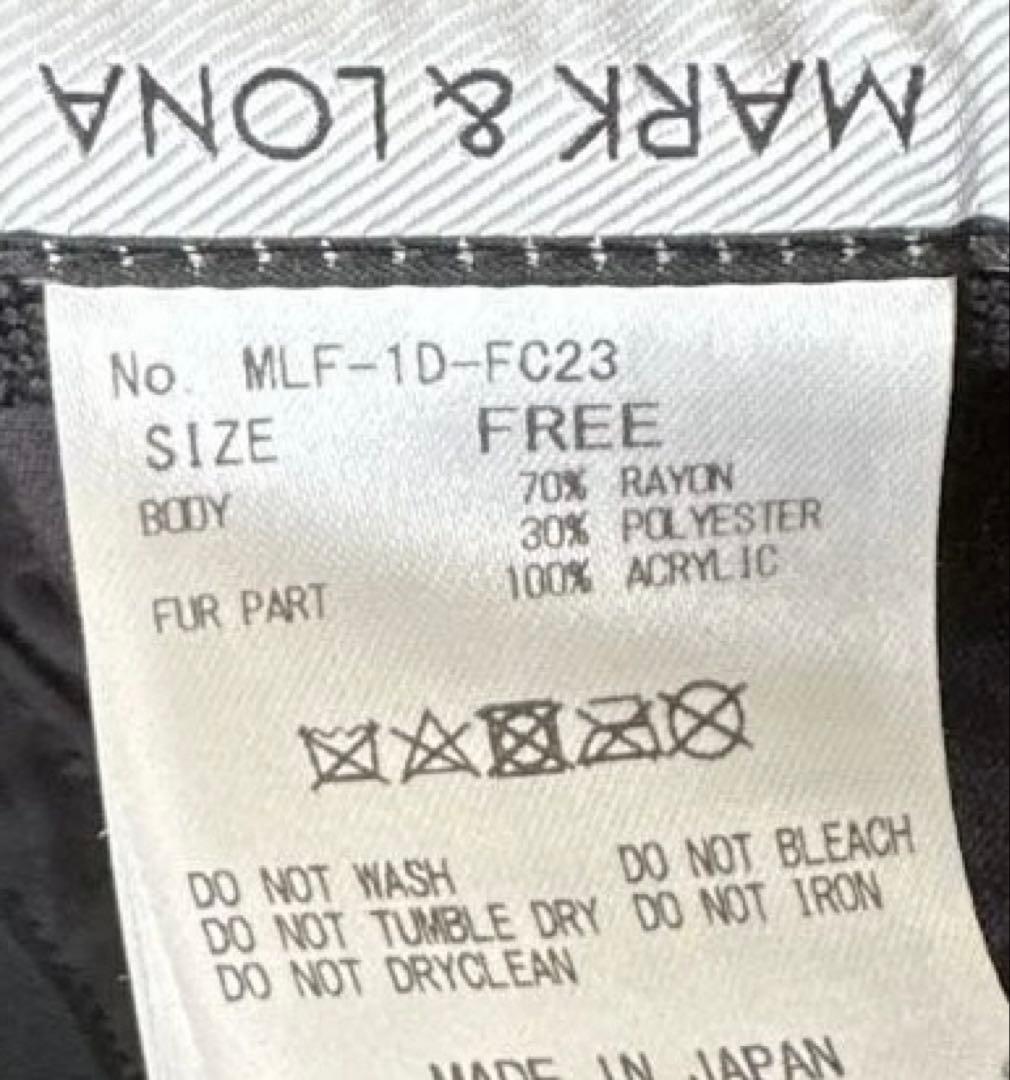 MARK & LONA
No. MLF-1D-FC23
SIZE FREE
BODY 70% RAYON
30% POLYESTER
FUR PART 100% ACRYLIC
DO NOT WASH DO NOT BLEACH
DO NOT TUMBLE DRY DO NOT IRON
DO NOT DRYCLEAN
MADE IN JAPAN